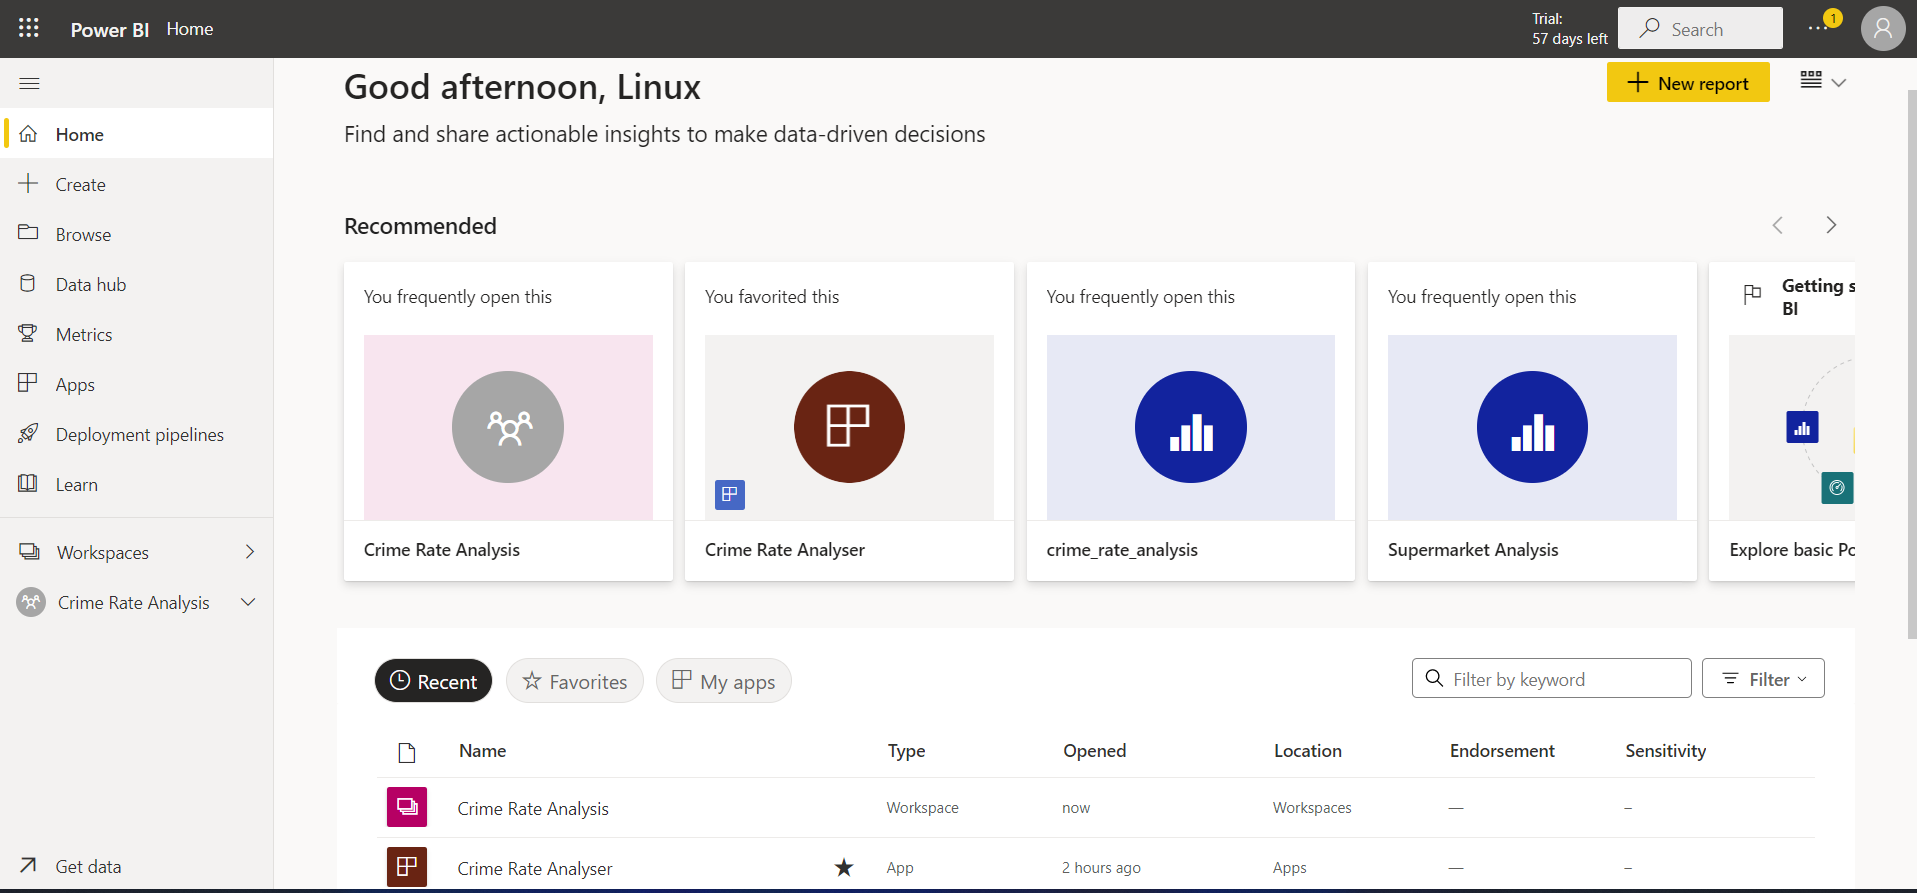 Power BI Home
Trial:
57 days left
Search
1
Good afternoon, Linux
New report
Find and share actionable insights to make data-driven decisions
Home
Create
Browse
Data hub
Metrics
Apps
Deployment pipelines
Learn
Workspaces
Crime Rate Analysis
Get data
Recommended
You frequently open this
Crime Rate Analysis
You favorited this
Crime Rate Analyser
You frequently open this
crime_rate_analysis
You frequently open this
Supermarket Analysis
Getting s
BI
Explore basic Po
Recent
Favorites
My apps
Filter by keyword
Filter
Name Type Opened Location Endorsement Sensitivity
Crime Rate Analysis Workspace now Workspaces — –
Crime Rate Analyser App 2 hours ago Apps — –